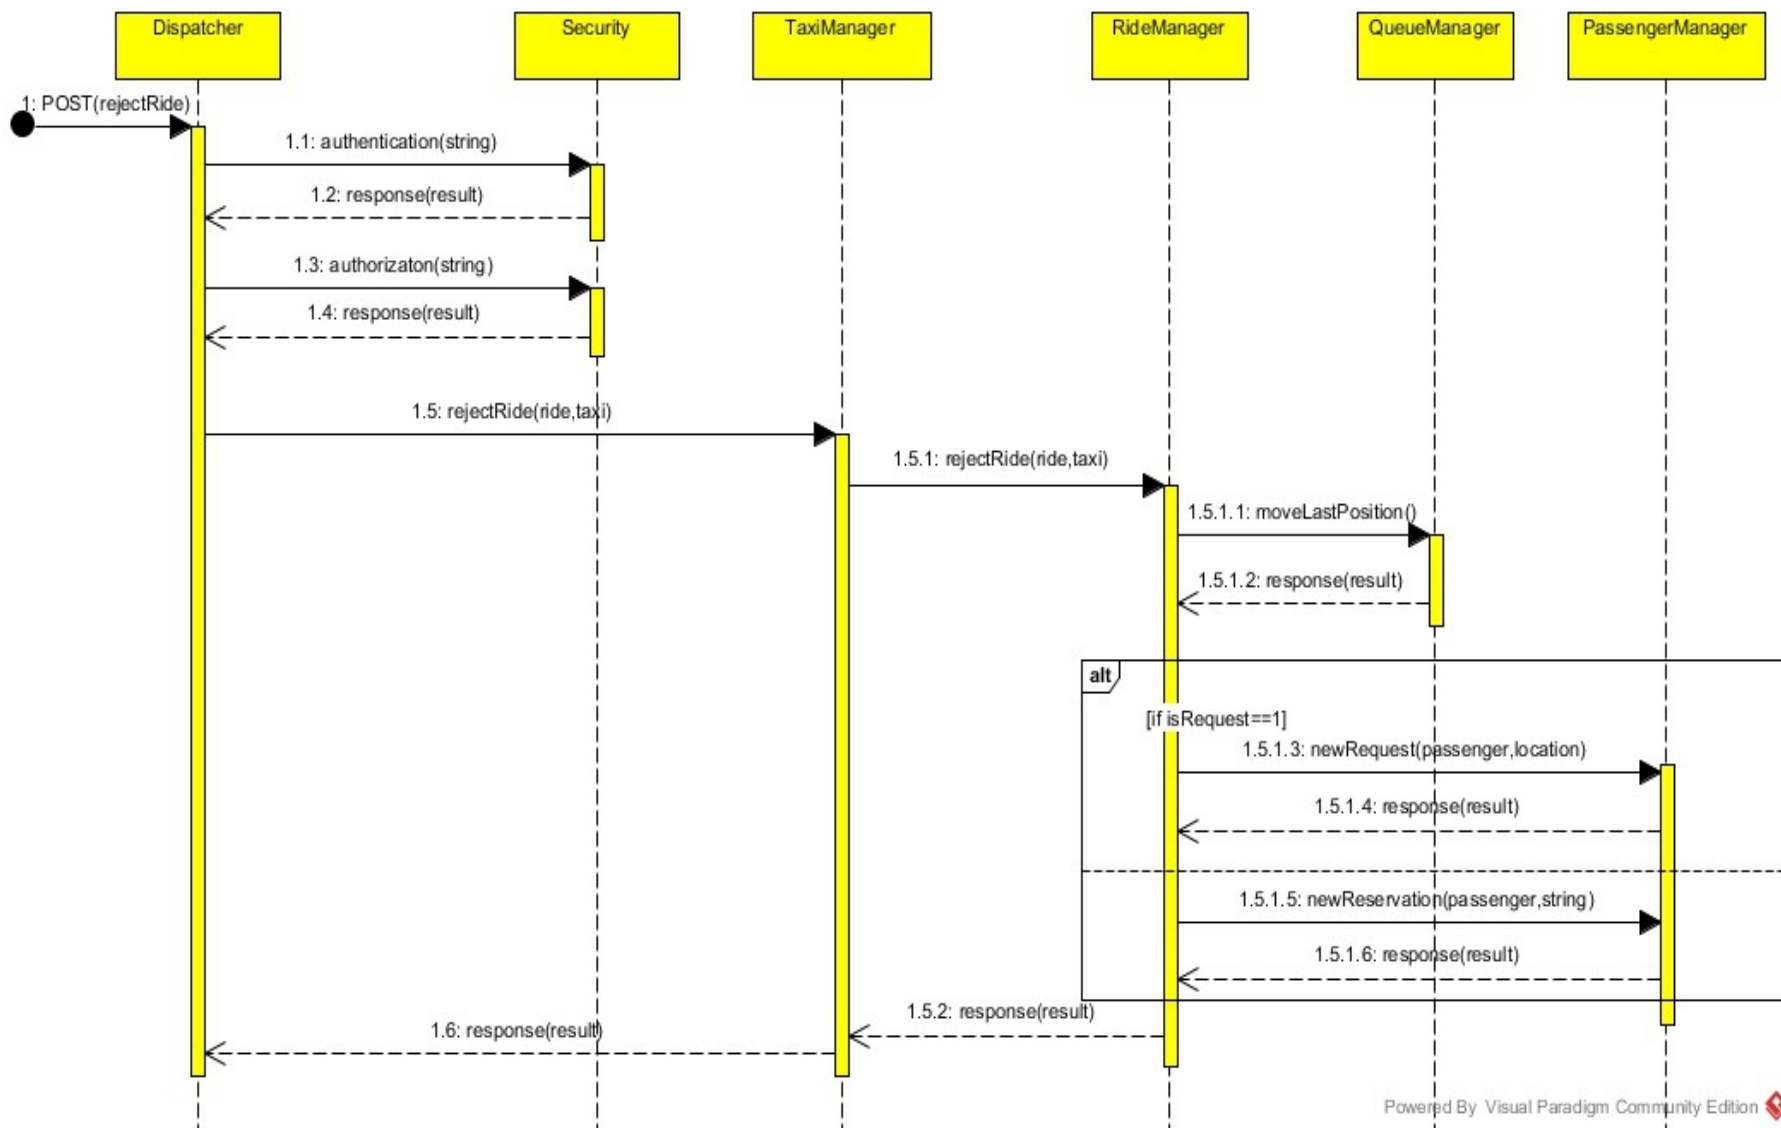 Dispatcher
Security
TaxiManager
RideManager
QueueManager
PassengerManager
1: POST(rejectRide)
1.1: authentication(string)
1.2: response(result)
1.3: authorizaton(string)
1.4: response(result)
1.5: rejectRide(ride,taxi)
1.5.1: rejectRide(ride,taxi)
1.5.1.1: moveLastPosition()
1.5.1.2: response(result)
alt
[if isRequest==1]
1.5.1.3: newRequest(passenger,location)
1.5.1.4: response(result)
1.5.1.5: newReservation(passenger,string)
1.5.1.6: response(result)
1.5.2: response(result)
1.6: response(result)
Powered By Visual Paradigm Community Edition